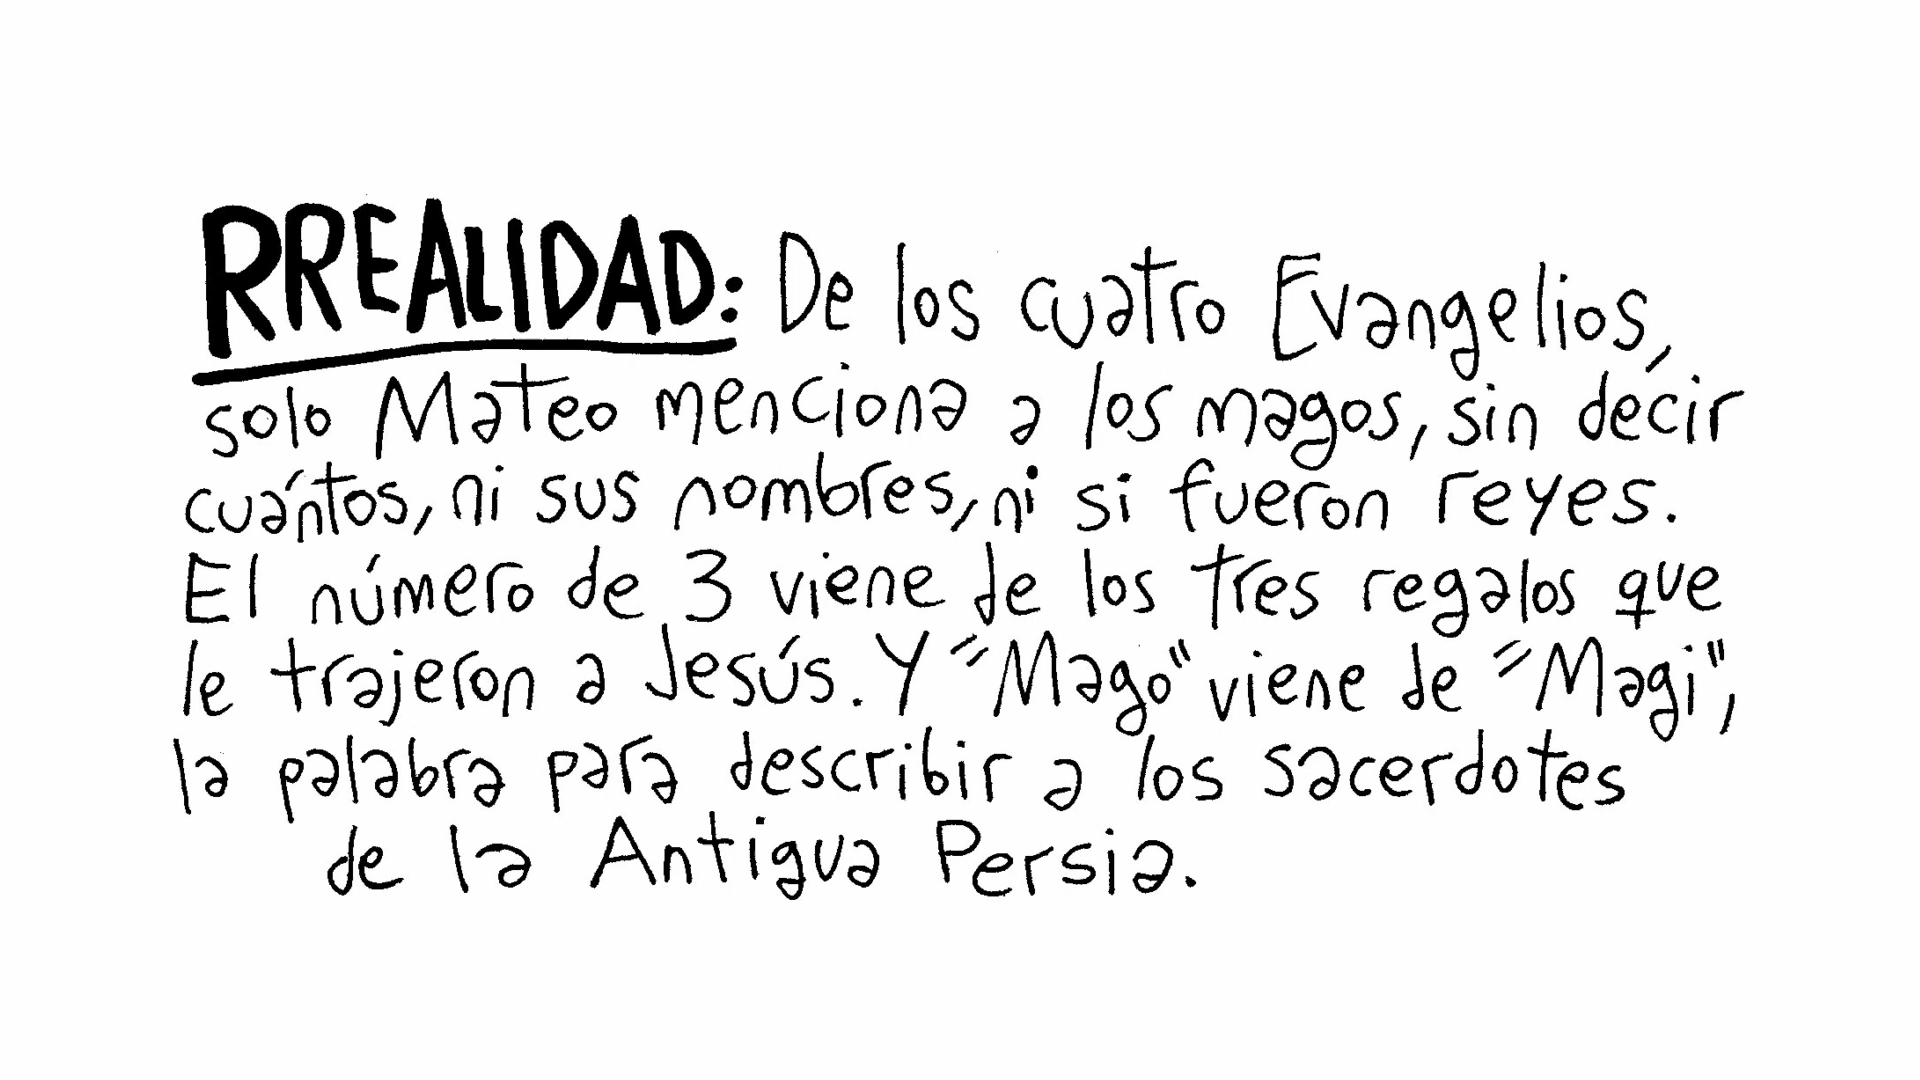 RREALIDAD: De los cuatro Evangelios,
solo Mateo menciona a los magos, sin decir
cuántos, ni sus nombres, ni si fueron reyes.
El número de 3 viene de los tres regalos que
le trajeron a Jesús. Y "Mago" viene de "Magi",
la palabra para describir a los sacerdotes
de la Antigua Persia.